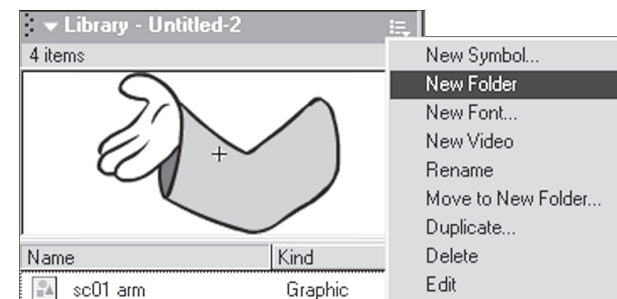 Library - Untitled-2
4 items
Name Kind
sc01 arm Graphic
New Symbol...
New Folder
New Font...
New Video
Rename
Move to New Folder...
Duplicate...
Delete
Edit